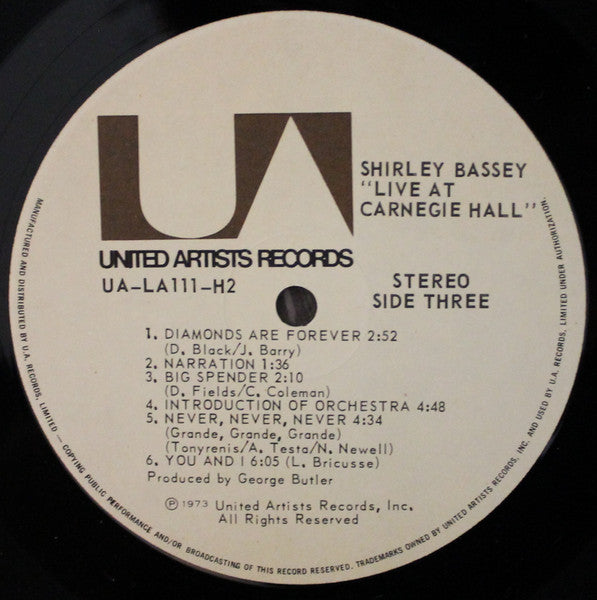 UA
UNITED ARTISTS RECORDS
SHIRLEY BASSEY
"LIVE AT
CARNEGIE HALL"
UA-LA111-H2
STEREO
SIDE THREE
1. DIAMONDS ARE FOREVER 2:52
(D. Black/J. Barry)
2. NARRATION 1:36
3. BIG SPENDER 2:10
(D. Fields/C. Coleman)
4. INTRODUCTION OF ORCHESTRA 4:48
5. NEVER, NEVER, NEVER 4:34
(Grande, Grande, Grande)
(Tonyrenis/A. Testa/N. Newell)
6. YOU AND I 6:05 (L. Bricusse)
Produced by George Butler
Ⓟ 1973 United Artists Records, Inc.
All Rights Reserved
MANUFACTURED AND DISTRIBUTED BY U.A. RECORDS, LIMITED — COPYING PUBLIC PERFORMANCE AND/OR BROADCASTING OF THIS RECORD RESERVED. TRADEMARKS OWNED BY UNITED ARTISTS RECORDS, INC. AND USED BY U.A. RECORDS, LIMITED UNDER AUTHORIZATION.